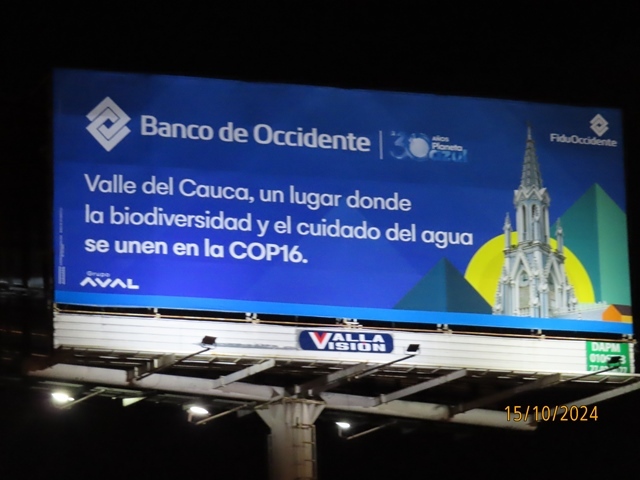 Banco de Occidente
30 años
Planeta
azul
FiduOccidente
Valle del Cauca, un lugar donde
la biodiversidad y el cuidado del agua
se unen en la COP16.
Grupo
AVAL
VALLA
VISION
DAPM
15/10/2024